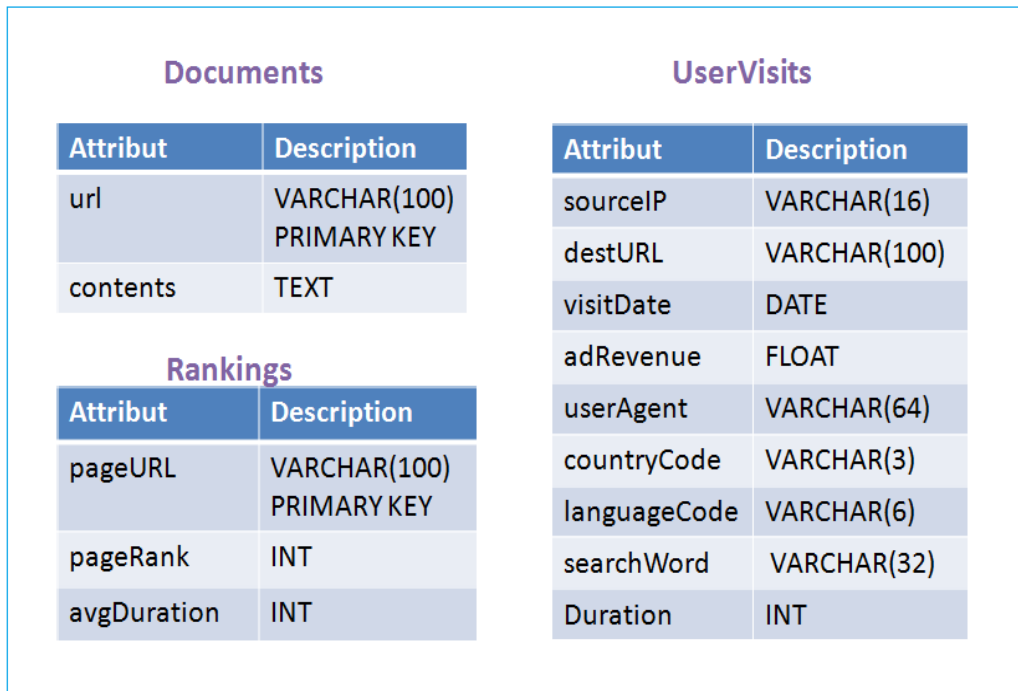 Documents
Attribut Description
url VARCHAR(100)
PRIMARY KEY
contents TEXT
Rankings
Attribut Description
pageURL VARCHAR(100)
PRIMARY KEY
pageRank INT
avgDuration INT
UserVisits
Attribut Description
sourceIP VARCHAR(16)
destURL VARCHAR(100)
visitDate DATE
adRevenue FLOAT
userAgent VARCHAR(64)
countryCode VARCHAR(3)
languageCode VARCHAR(6)
searchWord VARCHAR(32)
Duration INT